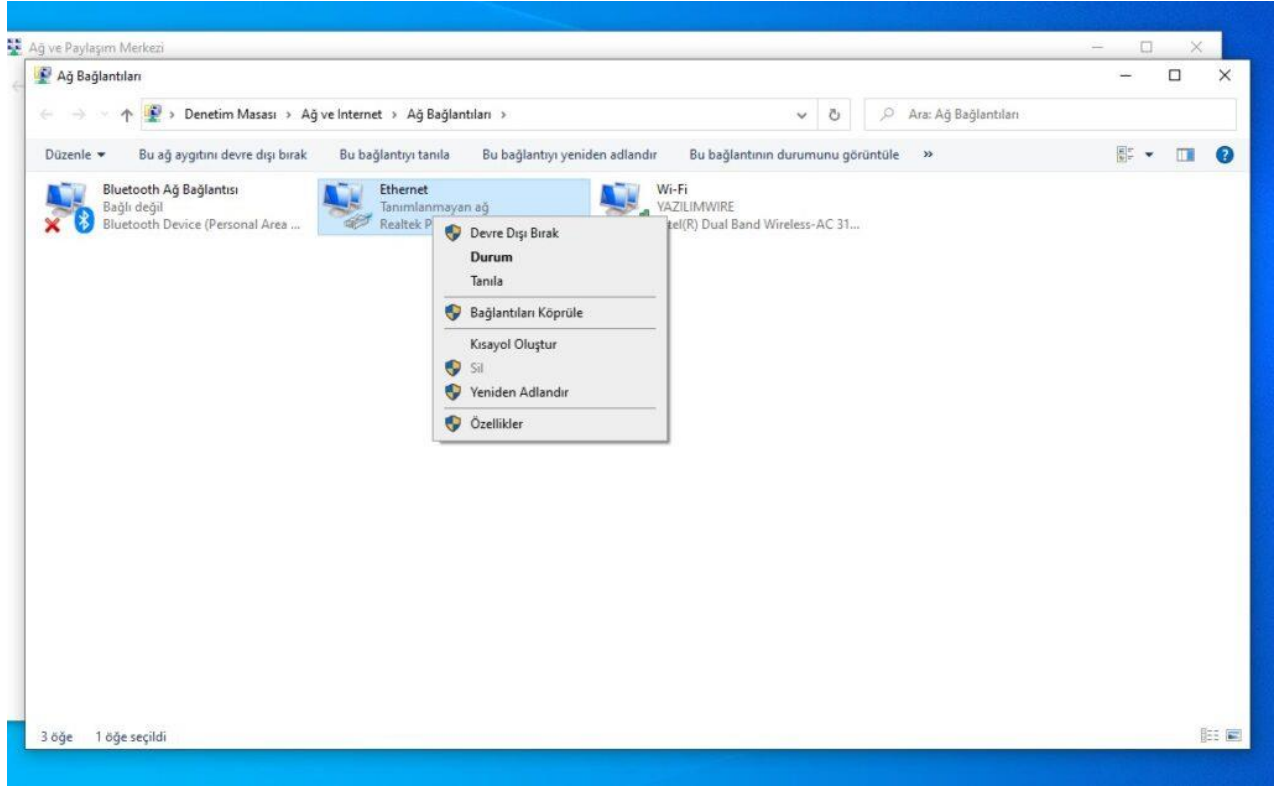 Ağ ve Paylaşım Merkezi
Ağ Bağlantıları
Denetim Masası > Ağ ve Internet > Ağ Bağlantıları >
Ara: Ağ Bağlantıları
Düzenle
Bu ağ aygıtını devre dışı bırak
Bu bağlantıyı tanıla
Bu bağlantıyı yeniden adlandır
Bu bağlantının durumunu görüntüle
»
Bluetooth Ağ Bağlantısı
Bağlı değil
Bluetooth Device (Personal Area ...
Ethernet
Tanımlanmayan ağ
Realtek P
Wi-Fi
YAZILIMWIRE
tel(R) Dual Band Wireless-AC 31...
Devre Dışı Bırak
Durum
Tanıla
Bağlantıları Köprüle
Kısayol Oluştur
Sil
Yeniden Adlandır
Özellikler
3 öğe
1 öğe seçildi